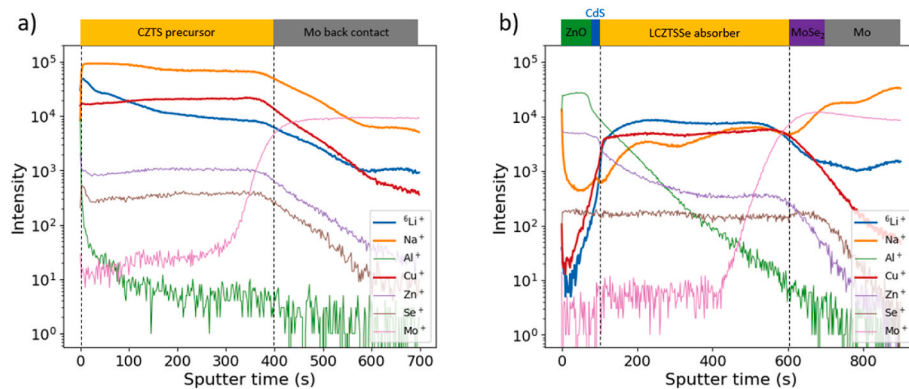 a)
CZTS precursor
Mo back contact
10⁵
10⁴
10³
10²
10¹
10⁰
Intensity
⁶Li⁺
Na⁺
Al⁺
Cu⁺
Zn⁺
Se⁺
Mo⁺
0 100 200 300 400 500 600 700
Sputter time (s)
b)
CdS
ZnO
LCZTSSe absorber
MoSe₂
Mo
10⁵
10⁴
10³
10²
10¹
10⁰
Intensity
⁶Li⁺
Na⁺
Al⁺
Cu⁺
Zn⁺
Se⁺
Mo⁺
0 200 400 600 800
Sputter time (s)